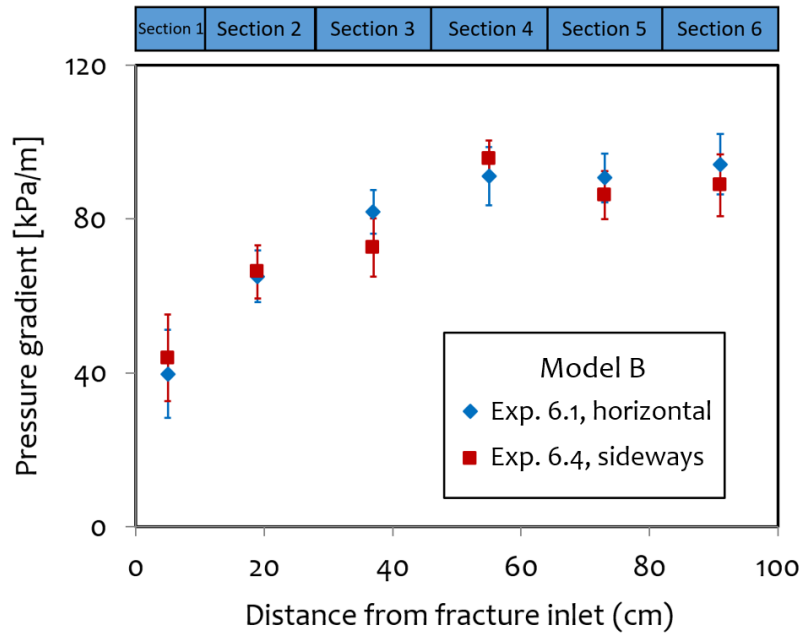 Section 1 Section 2 Section 3 Section 4 Section 5 Section 6
120
80
40
0
Pressure gradient [kPa/m]
Model B
Exp. 6.1, horizontal
Exp. 6.4, sideways
0 20 40 60 80 100
Distance from fracture inlet (cm)